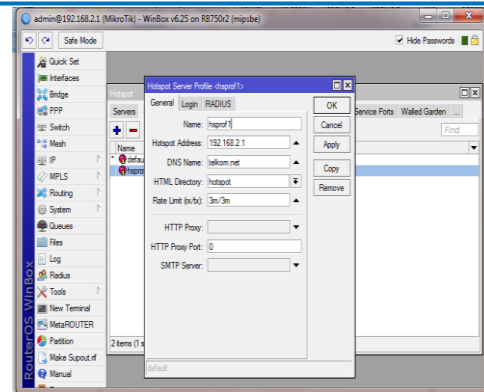 admin@192.168.2.1 (MikroTik) - WinBox v6.25 on RB750r2 (mipsbe)
Safe Mode
Hide Passwords
Quick Set
Interfaces
Bridge
PPP
Switch
Mesh
IP
MPLS
Routing
System
Queues
Files
Log
Radius
Tools
New Terminal
MetaROUTER
Partition
Make Supout.rif
Manual
RouterOS WinBox
Hotspot
Servers
Service Ports
Walled Garden
...
Find
Name
defau
hspro
2 items (1 s
Hotspot Server Profile <hsprof1>
General
Login
RADIUS
Name: hsprof1
Hotspot Address: 192.168.2.1
DNS Name: telkom.net
HTML Directory: hotspot
Rate Limit (rx/tx): 3m/3m
HTTP Proxy:
HTTP Proxy Port: 0
SMTP Server:
default
OK
Cancel
Apply
Copy
Remove